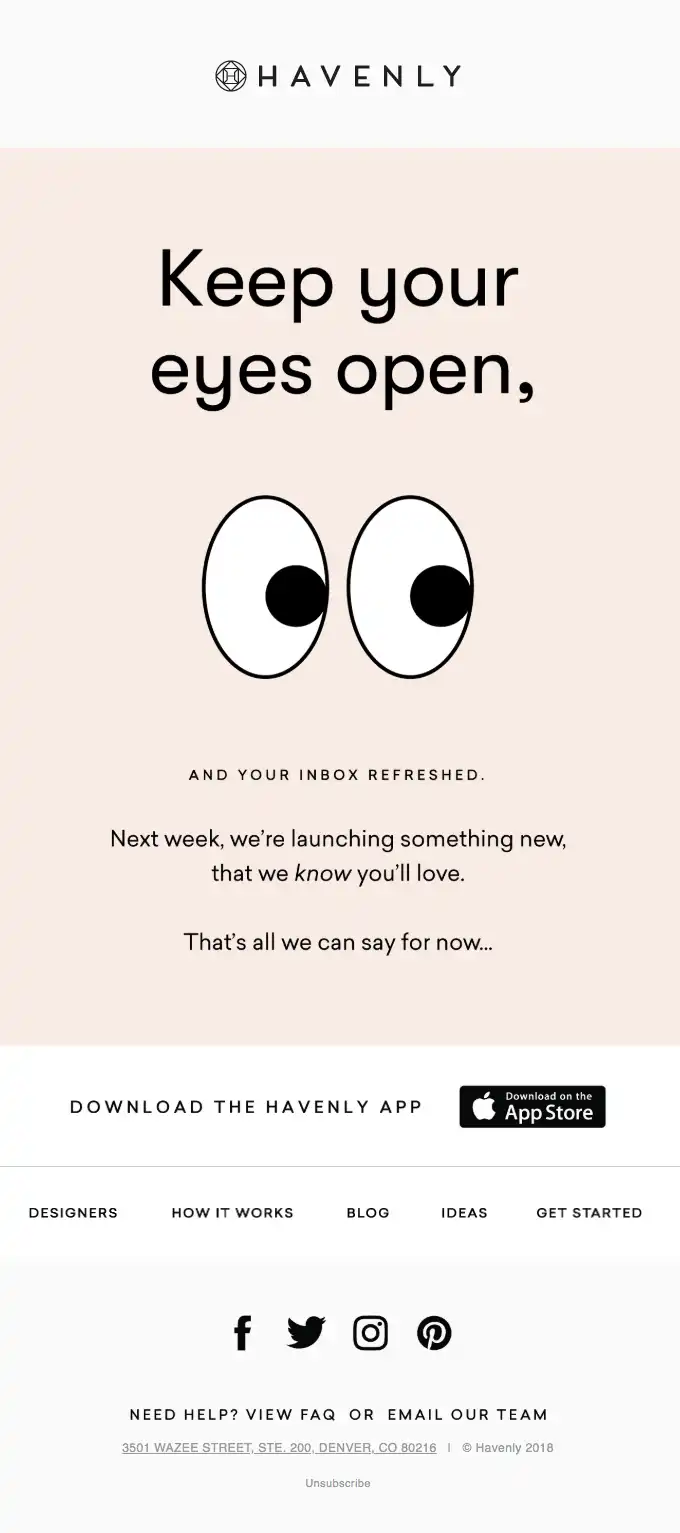 HAVENLY
Keep your
eyes open,
AND YOUR INBOX REFRESHED.
Next week, we’re launching something new,
that we know you’ll love.
That’s all we can say for now...
DOWNLOAD THE HAVENLY APP
Download on the
App Store
DESIGNERS HOW IT WORKS BLOG IDEAS GET STARTED
NEED HELP? VIEW FAQ OR EMAIL OUR TEAM
3501 WAZEE STREET, STE. 200, DENVER, CO 80216 | © Havenly 2018
Unsubscribe